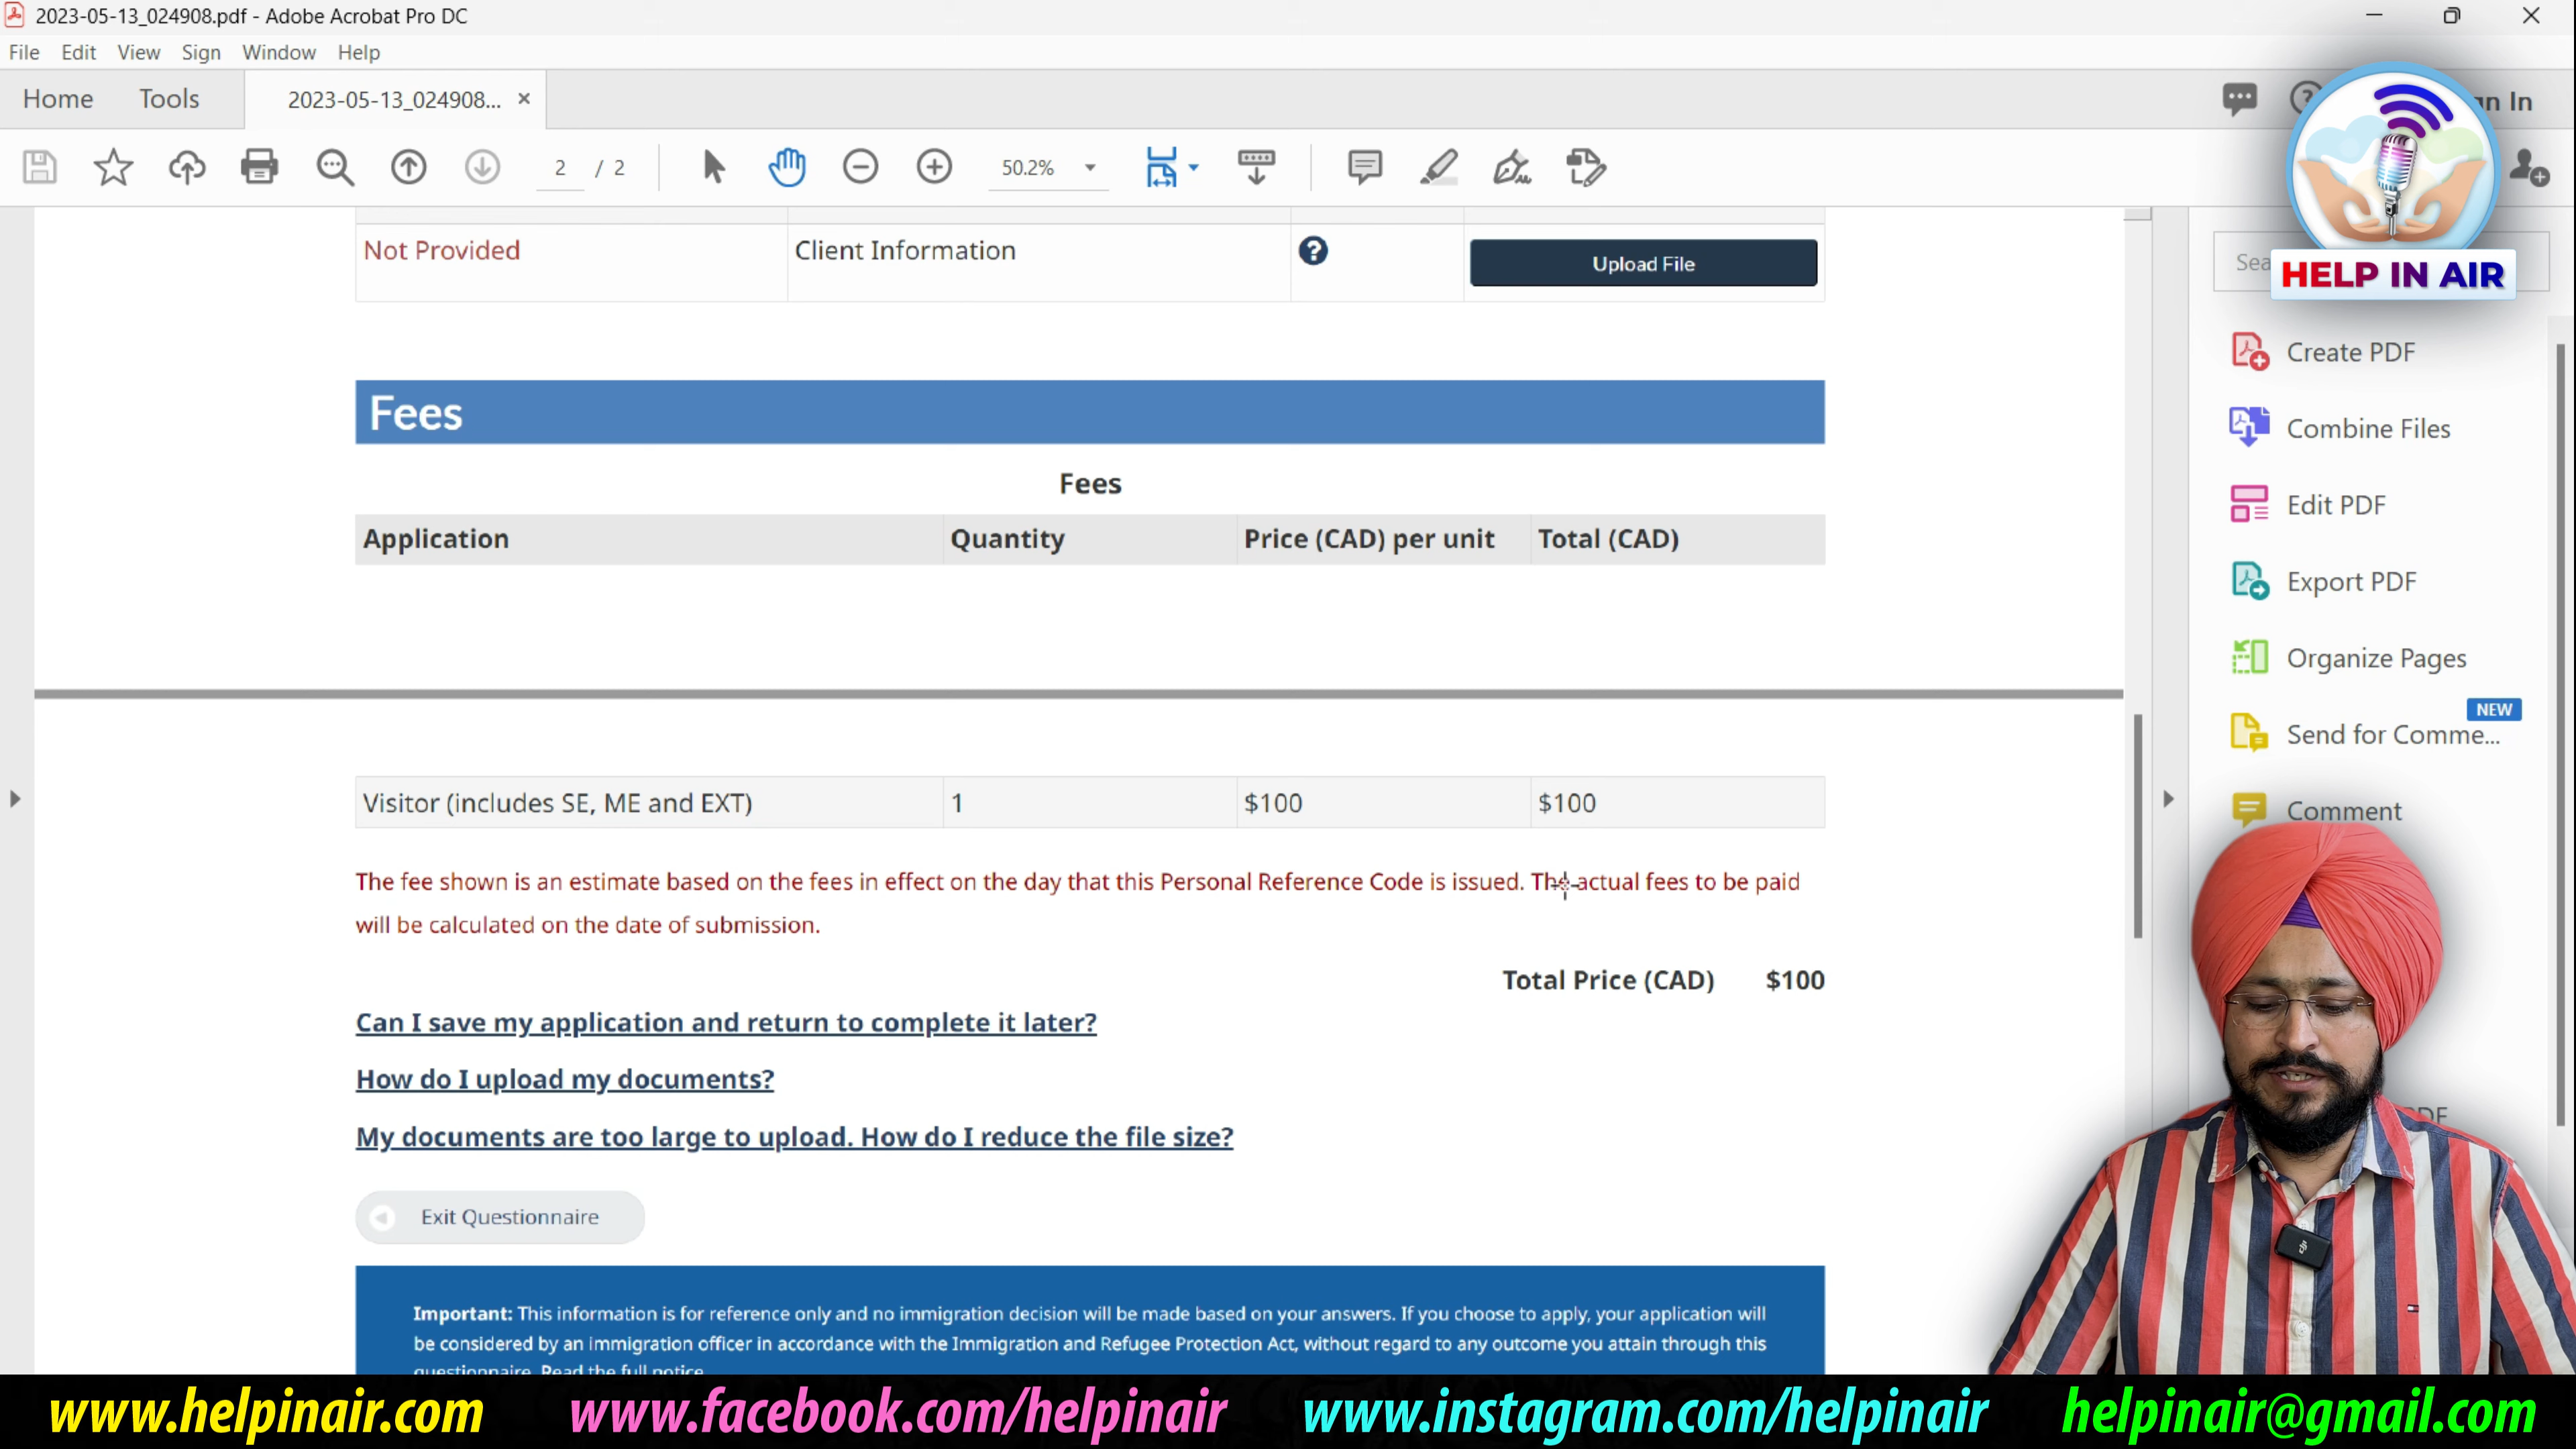 2023-05-13_024908.pdf - Adobe Acrobat Pro DC
File Edit View Sign Window Help
Home Tools 2023-05-13_024908... × In
2 / 2 50.2%
HELP IN AIR
Not Provided Client Information ? Upload File
Sea
Create PDF
Combine Files
Edit PDF
Export PDF
Organize Pages
NEW
Send for Comme...
Comment
Fees
Fees
Application Quantity Price (CAD) per unit Total (CAD)
Visitor (includes SE, ME and EXT) 1 $100 $100
The fee shown is an estimate based on the fees in effect on the day that this Personal Reference Code is issued. The actual fees to be paid
will be calculated on the date of submission.
Total Price (CAD) $100
Can I save my application and return to complete it later?
How do I upload my documents?
My documents are too large to upload. How do I reduce the file size?
Exit Questionnaire
Important: This information is for reference only and no immigration decision will be made based on your answers. If you choose to apply, your application will
be considered by an immigration officer in accordance with the Immigration and Refugee Protection Act, without regard to any outcome you attain through this
questionnaire. Read the full notice
dji
www.helpinair.com www.facebook.com/helpinair www.instagram.com/helpinair helpinair@gmail.com